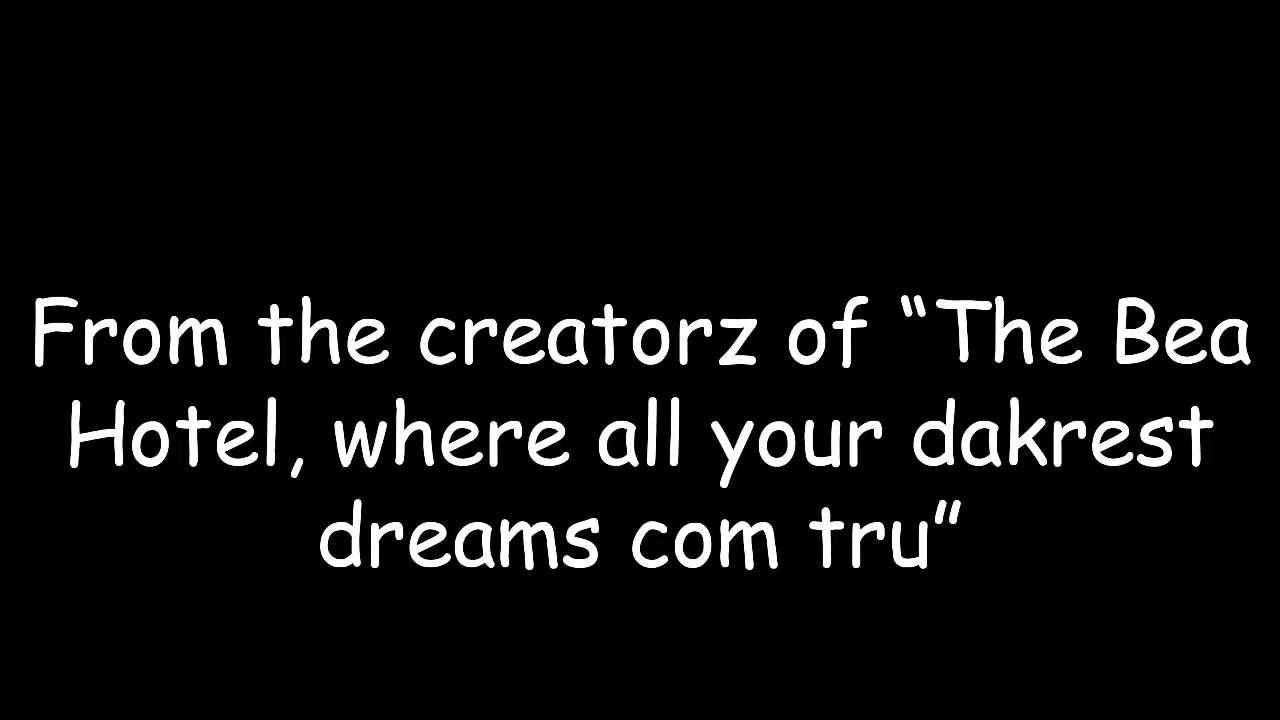 From the creatorz of “The Bea
Hotel, where all your dakrest
dreams com tru”